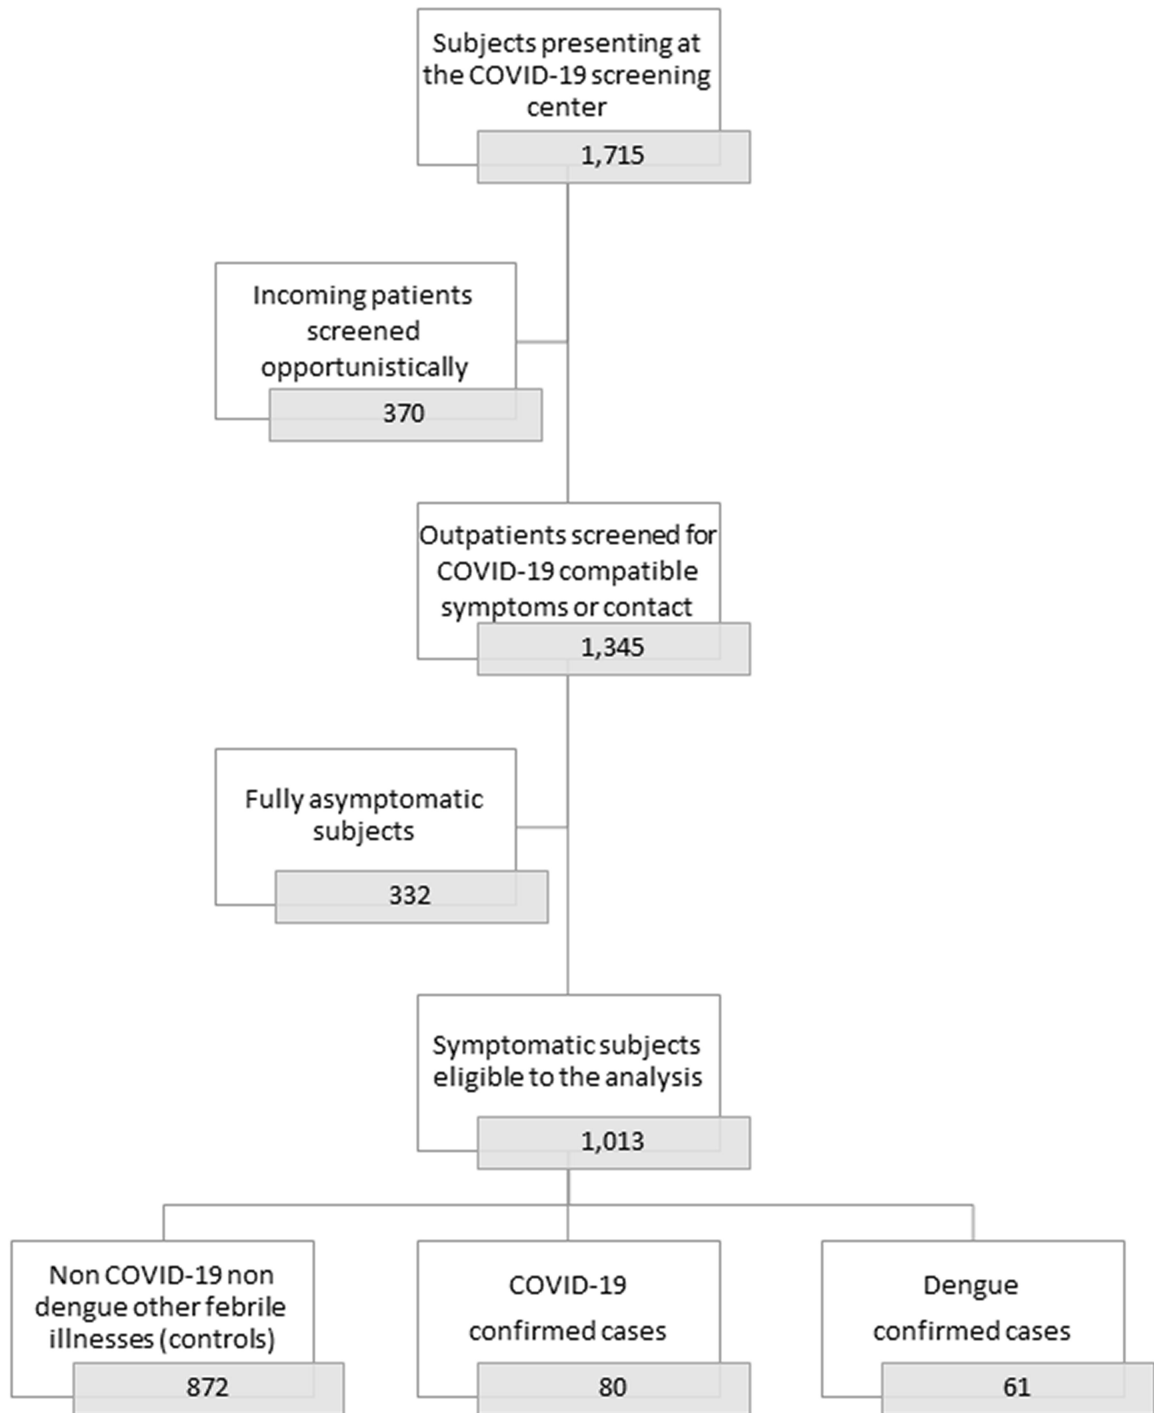 Subjects presenting at
the COVID-19 screening
center
1,715
Incoming patients
screened
opportunistically
370
Outpatients screened for
COVID-19 compatible
symptoms or contact
1,345
Fully asymptomatic
subjects
332
Symptomatic subjects
eligible to the analysis
1,013
Non COVID-19 non
dengue other febrile
illnesses (controls)
872
COVID-19
confirmed cases
80
Dengue
confirmed cases
61